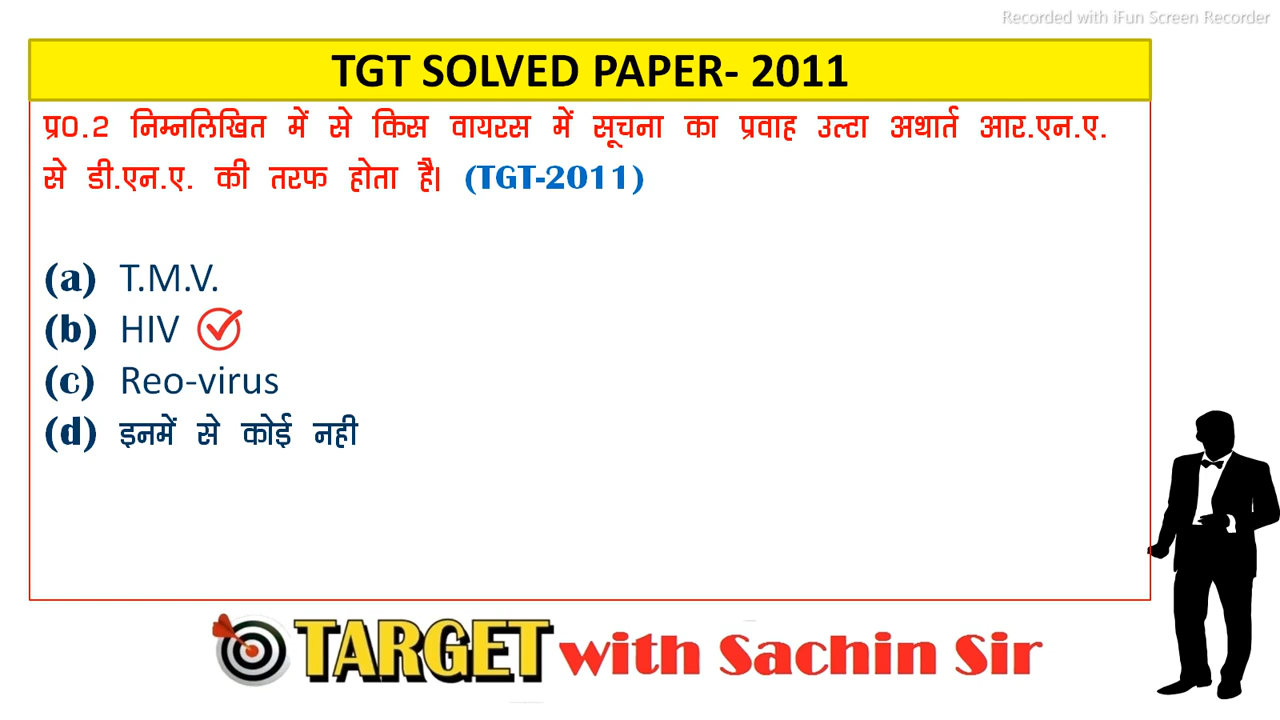 Recorded with iFun Screen Recorder
TGT SOLVED PAPER- 2011
प्र0.2 निम्नलिखित में से किस वायरस में सूचना का प्रवाह उल्टा अथार्त आर.एन.ए.
से डी.एन.ए. की तरफ होता है। (TGT-2011)
(a) T.M.V.
(b) HIV
(c) Reo-virus
(d) इनमें से कोई नही
TARGET with Sachin Sir